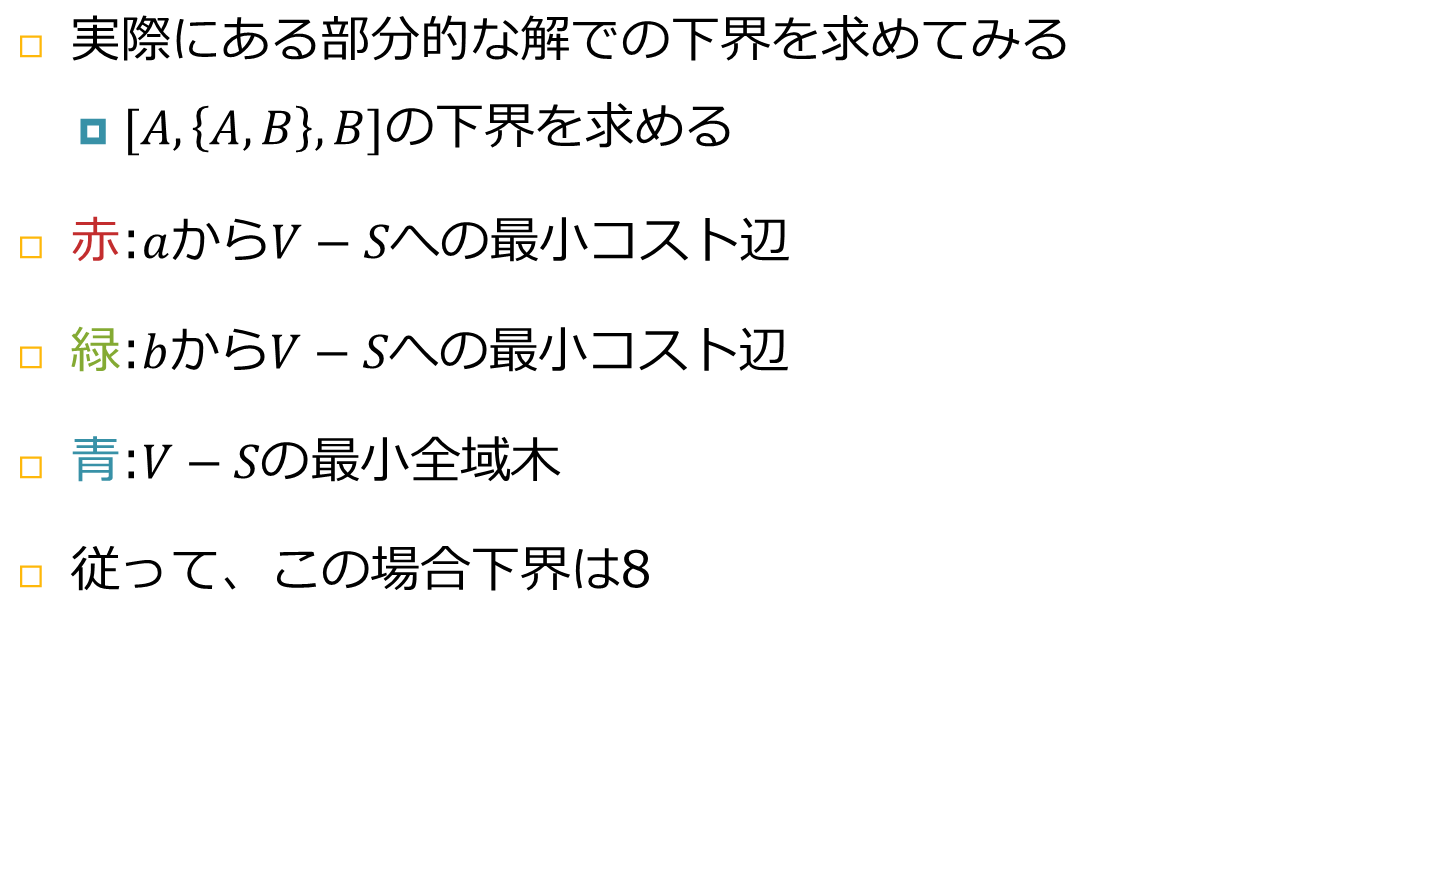 実際にある部分的な解での下界を求めてみる
[A, {A, B}, B]の下界を求める
赤:aからV − Sへの最小コスト辺
緑:bからV − Sへの最小コスト辺
青:V − Sの最小全域木
従って、この場合下界は8